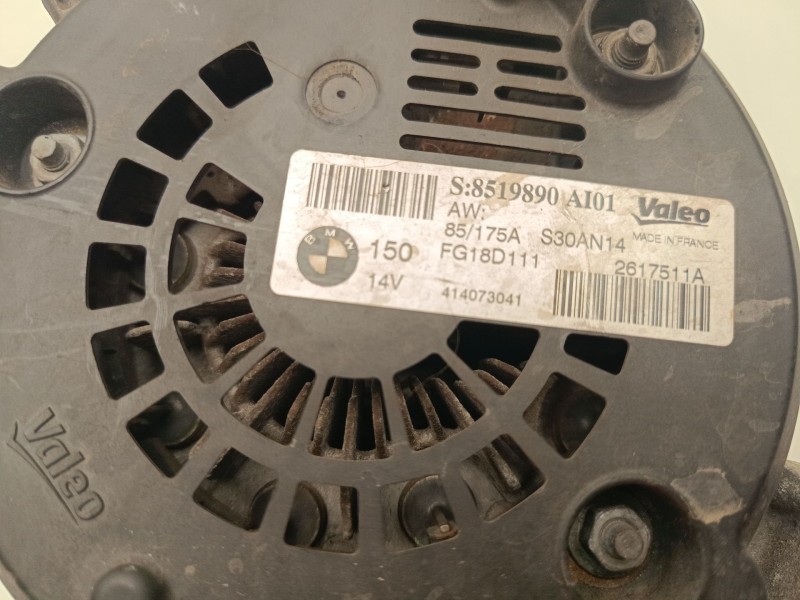 S:8519890 AI01 Valeo
AW:
85/175A S30AN14 MADE IN FRANCE
BMW 150 FG18D111 2617511A
14V 414073041
Valeo